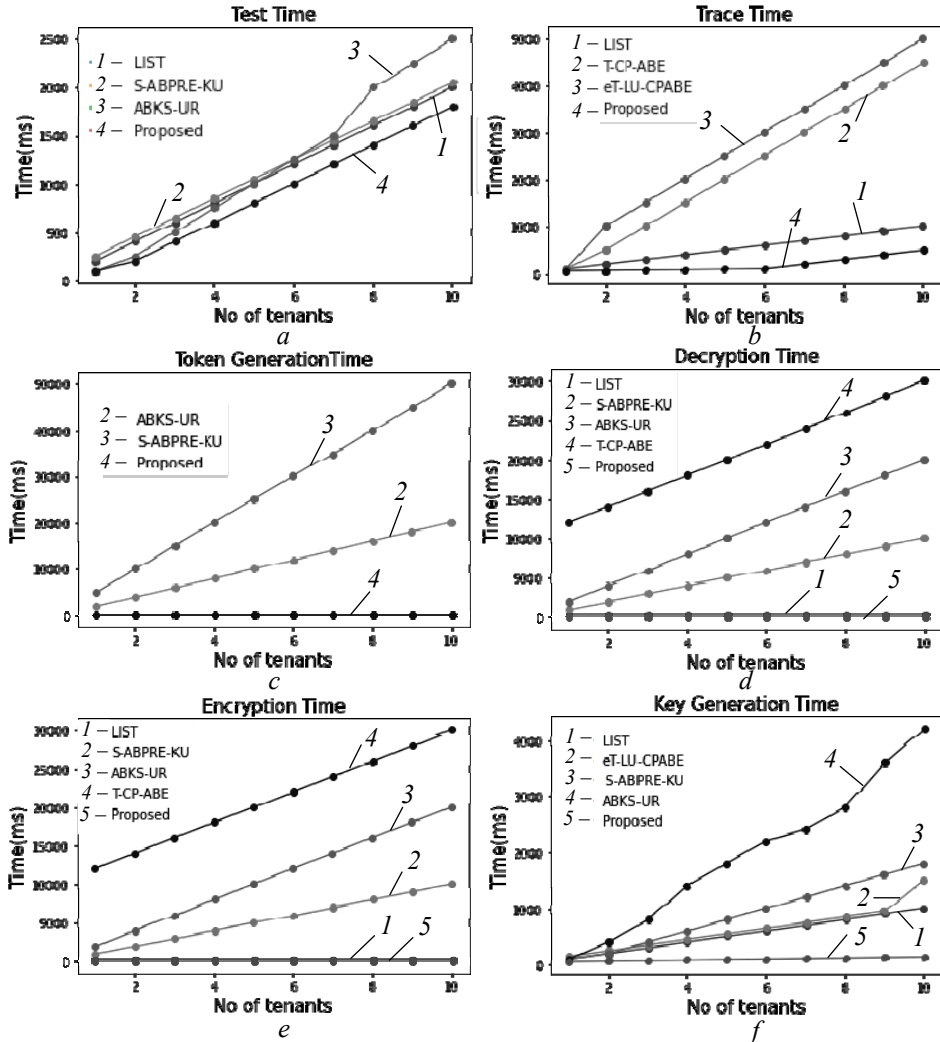 Test Time
Time(ms)
2500
2000
1500
1000
500
0
1 – LIST
2 – S-ABPRE-KU
3 – ABKS-UR
4 – Proposed
3
2
1
4
2 4 6 8 10
No of tenants
a
Trace Time
Time(ms)
5000
4000
3000
2000
1000
0
1 – LIST
2 – T-CP-ABE
3 – eT-LU-CPABE
4 – Proposed
3
2
1
4
2 4 6 8 10
No of tenants
b
Token GenerationTime
Time(ms)
50000
40000
30000
20000
10000
0
2 – ABKS-UR
3 – S-ABPRE-KU
4 – Proposed
3
2
4
2 4 6 8 10
No of tenants
c
Decryption Time
Time(ms)
30000
25000
20000
15000
10000
5000
0
1 – LIST
2 – S-ABPRE-KU
3 – ABKS-UR
4 – T-CP-ABE
5 – Proposed
4
3
2
1
5
2 4 6 8 10
No of tenants
d
Encryption Time
Time(ms)
30000
25000
20000
15000
10000
5000
0
1 – LIST
2 – S-ABPRE-KU
3 – ABKS-UR
4 – T-CP-ABE
5 – Proposed
4
3
2
1
5
2 4 6 8 10
No of tenants
e
Key Generation Time
Time(ms)
4000
3000
2000
1000
0
1 – LIST
2 – eT-LU-CPABE
3 – S-ABPRE-KU
4 – ABKS-UR
5 – Proposed
4
3
2
1
5
2 4 6 8 10
No of tenants
f